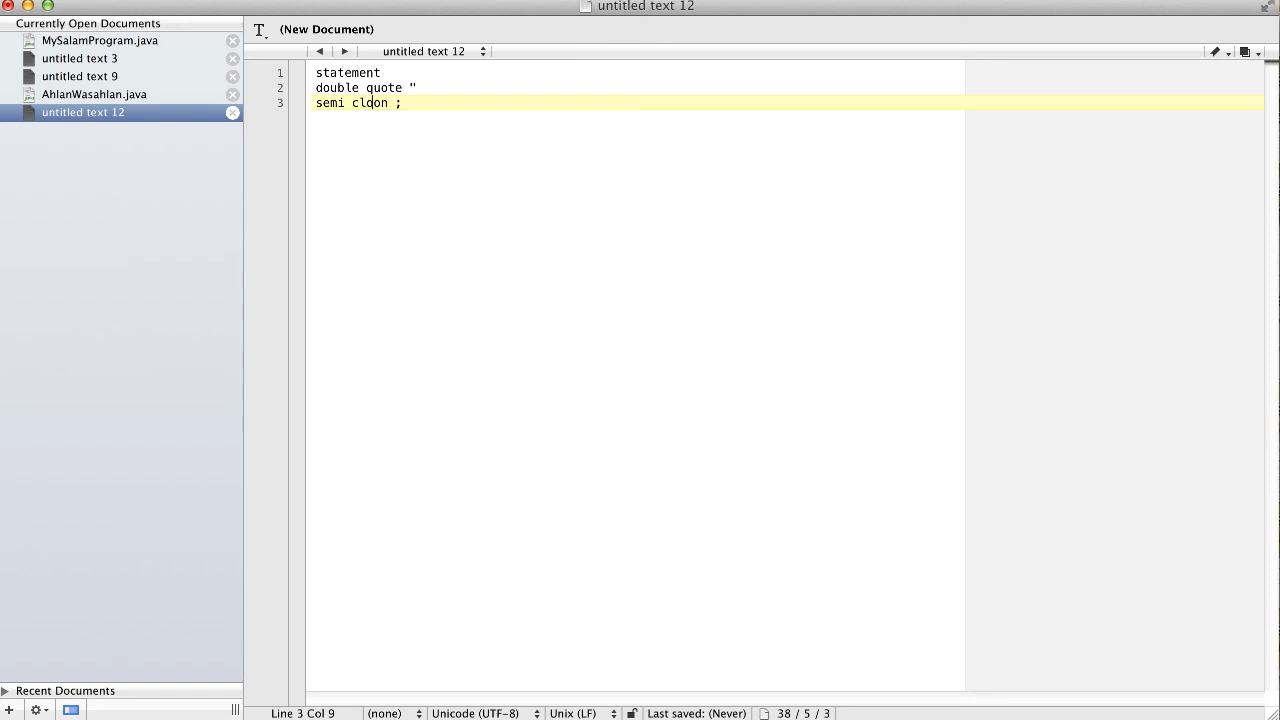 untitled text 12
Currently Open Documents
MySalamProgram.java
untitled text 3
untitled text 9
AhlanWasahlan.java
untitled text 12
(New Document)
untitled text 12
1 statement
2 double quote "
3 semi cloon ;
Recent Documents
Line 3 Col 9
(none)
Unicode (UTF-8)
Unix (LF)
Last saved: (Never)
38 / 5 / 3